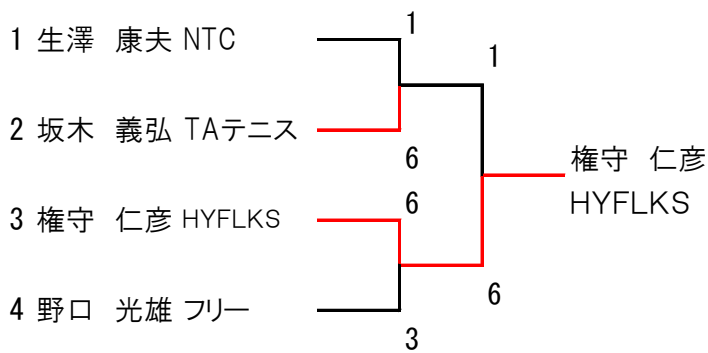 1
1 生澤　康夫 NTC
1
2 坂木　義弘 TAテニス
6
権守　仁彦
6
HYFLKS
3 権守　仁彦 HYFLKS
6
4 野口　光雄 フリー
3